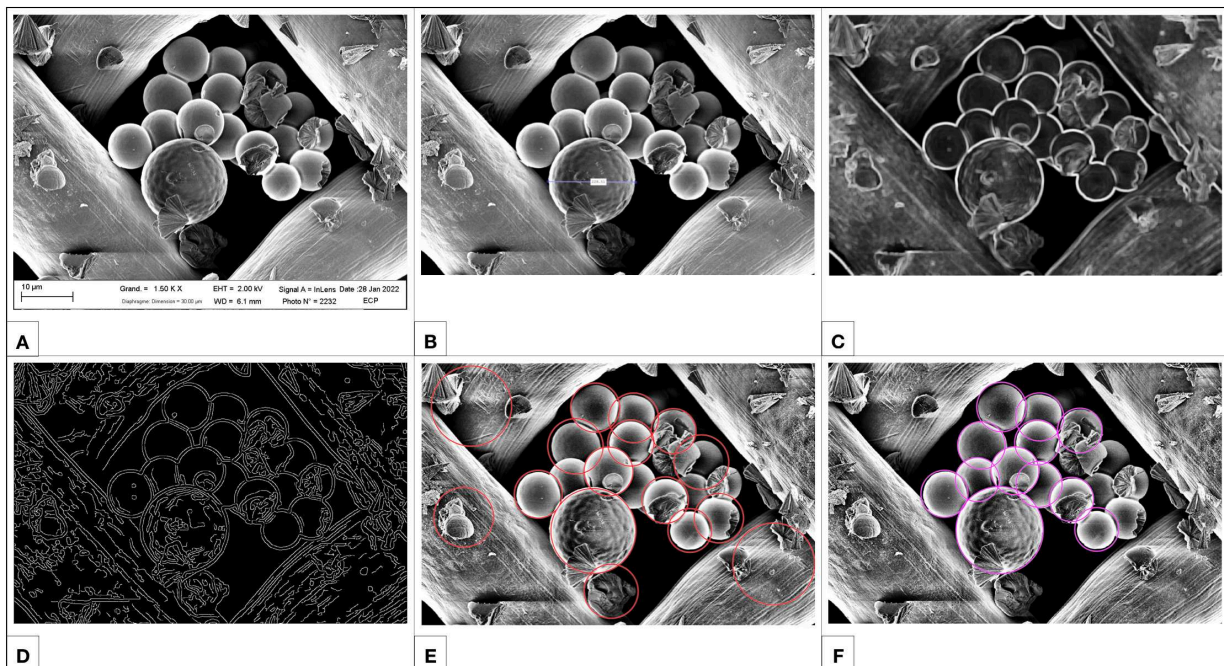 10 µm
Grand. = 1.50 K X
EHT = 2.00 kV
Signal A = InLens
Date :28 Jan 2022
Diaphragme: Dimension = 30.00 µm
WD = 6.1 mm
Photo N° = 2232
ECP
A
B
C
D
E
F